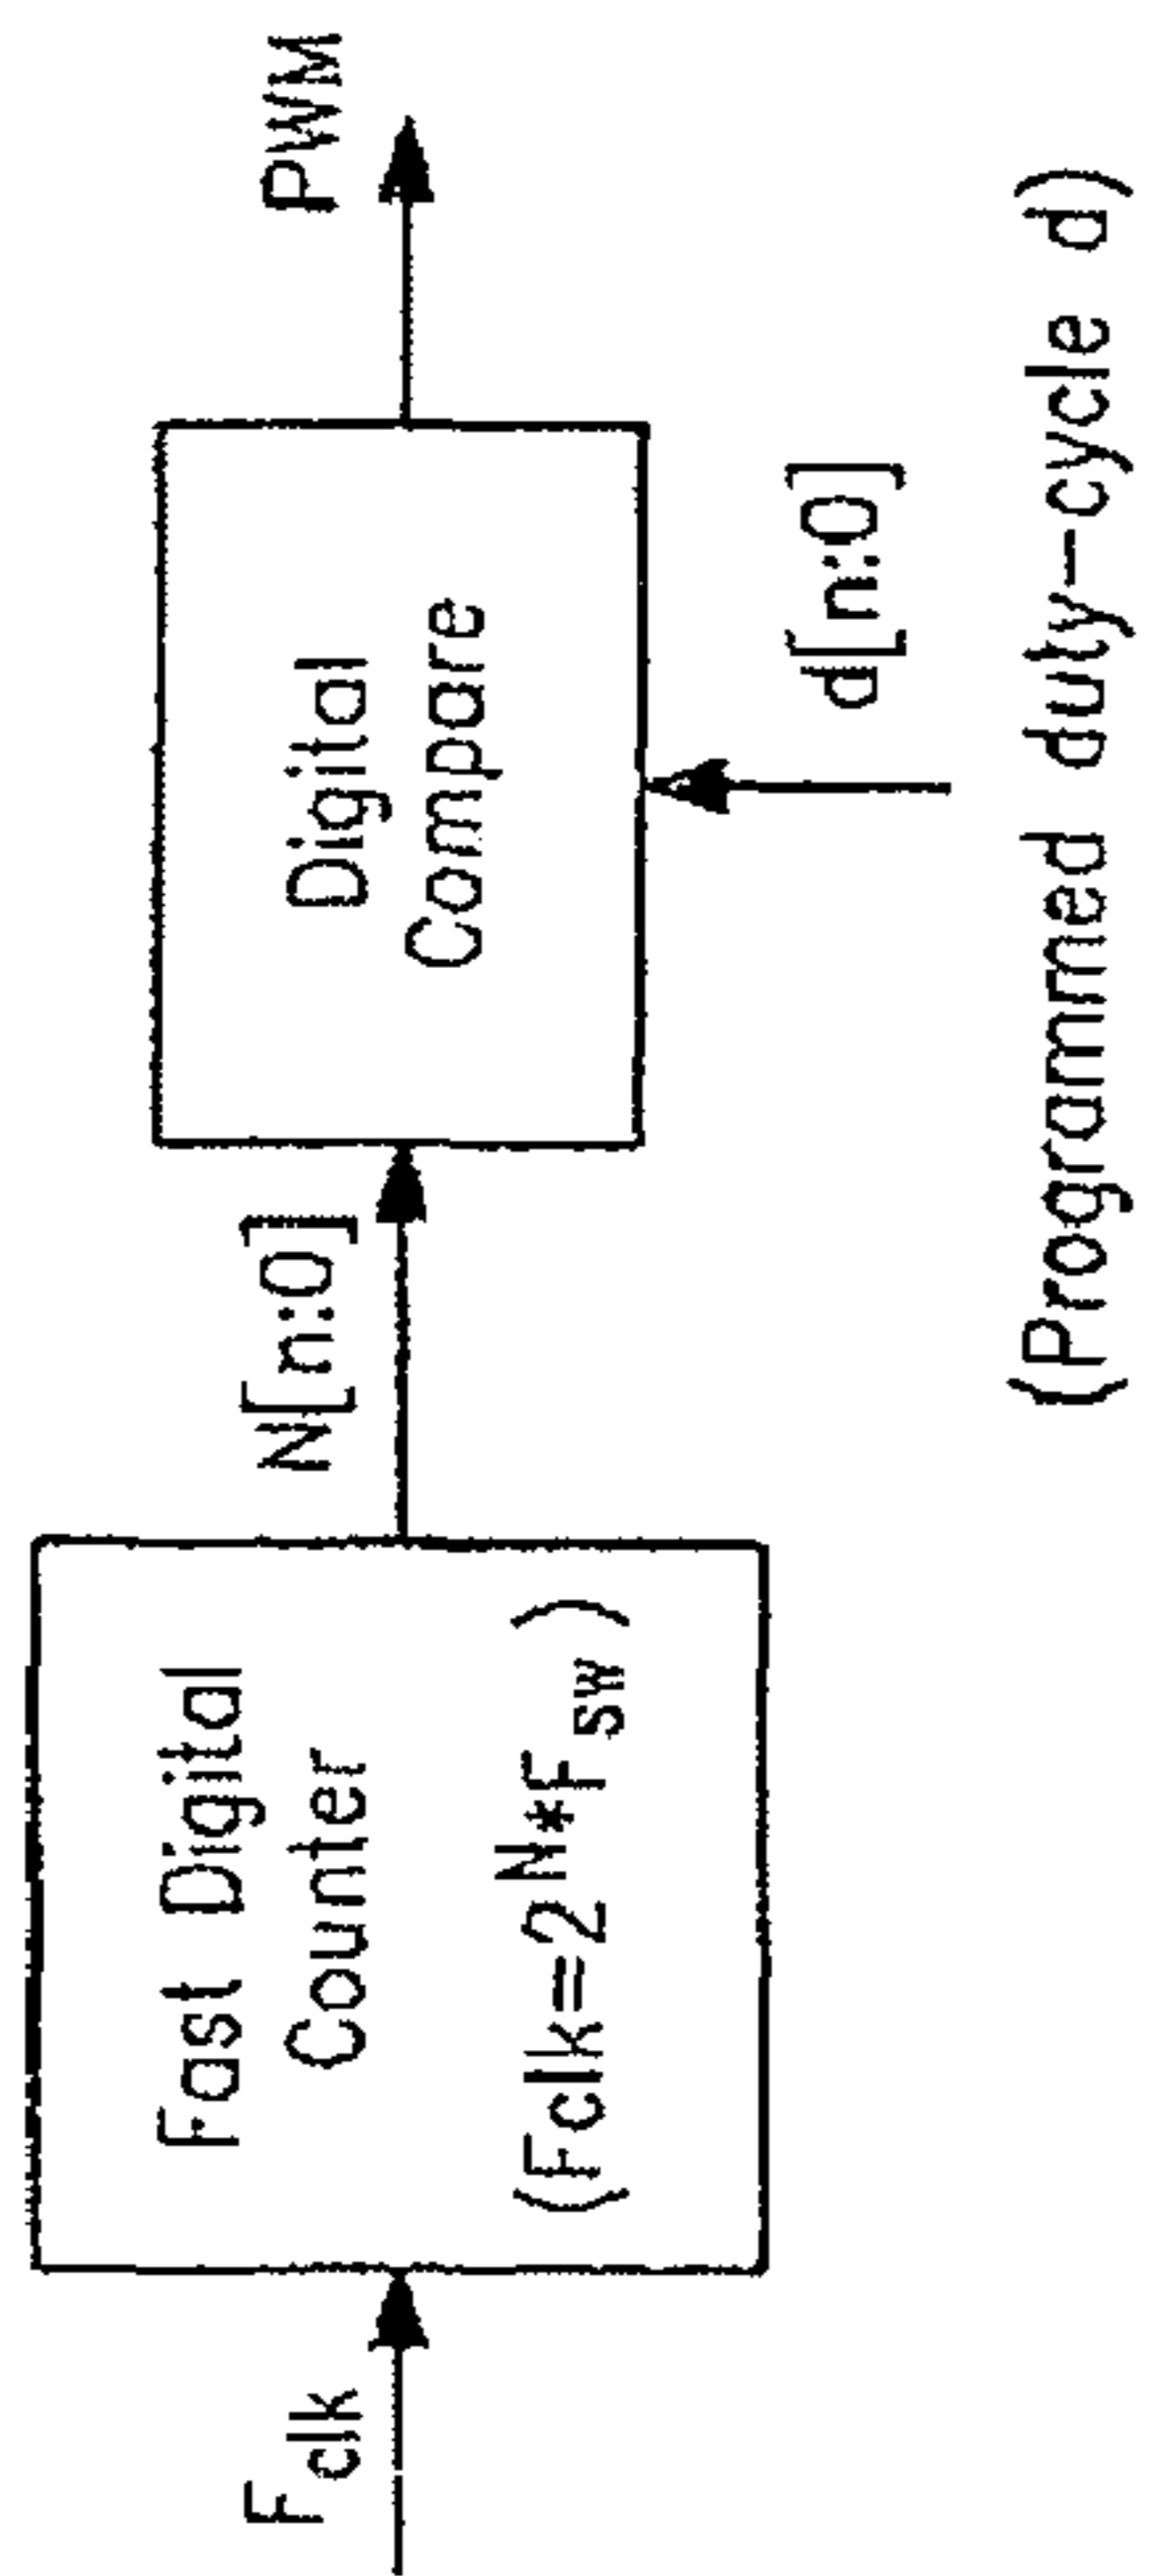 F_clk
Fast Digital
Counter
(Fclk=2^N*F_sw)
N[n:0]
Digital
Compare
PWM
d[n:0]
(Programmed duty-cycle d)